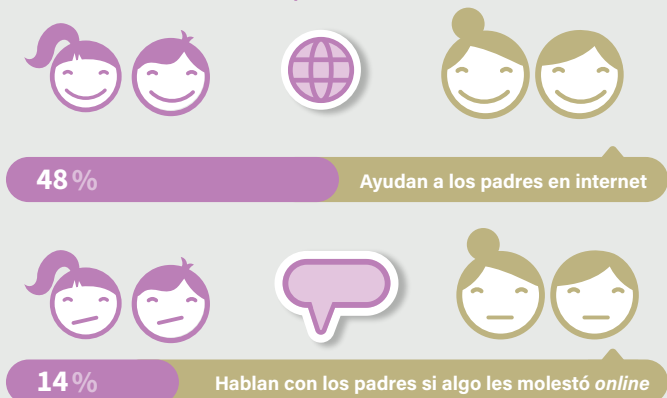 48%
Ayudan a los padres en internet
14%
Hablan con los padres si algo les molestó online